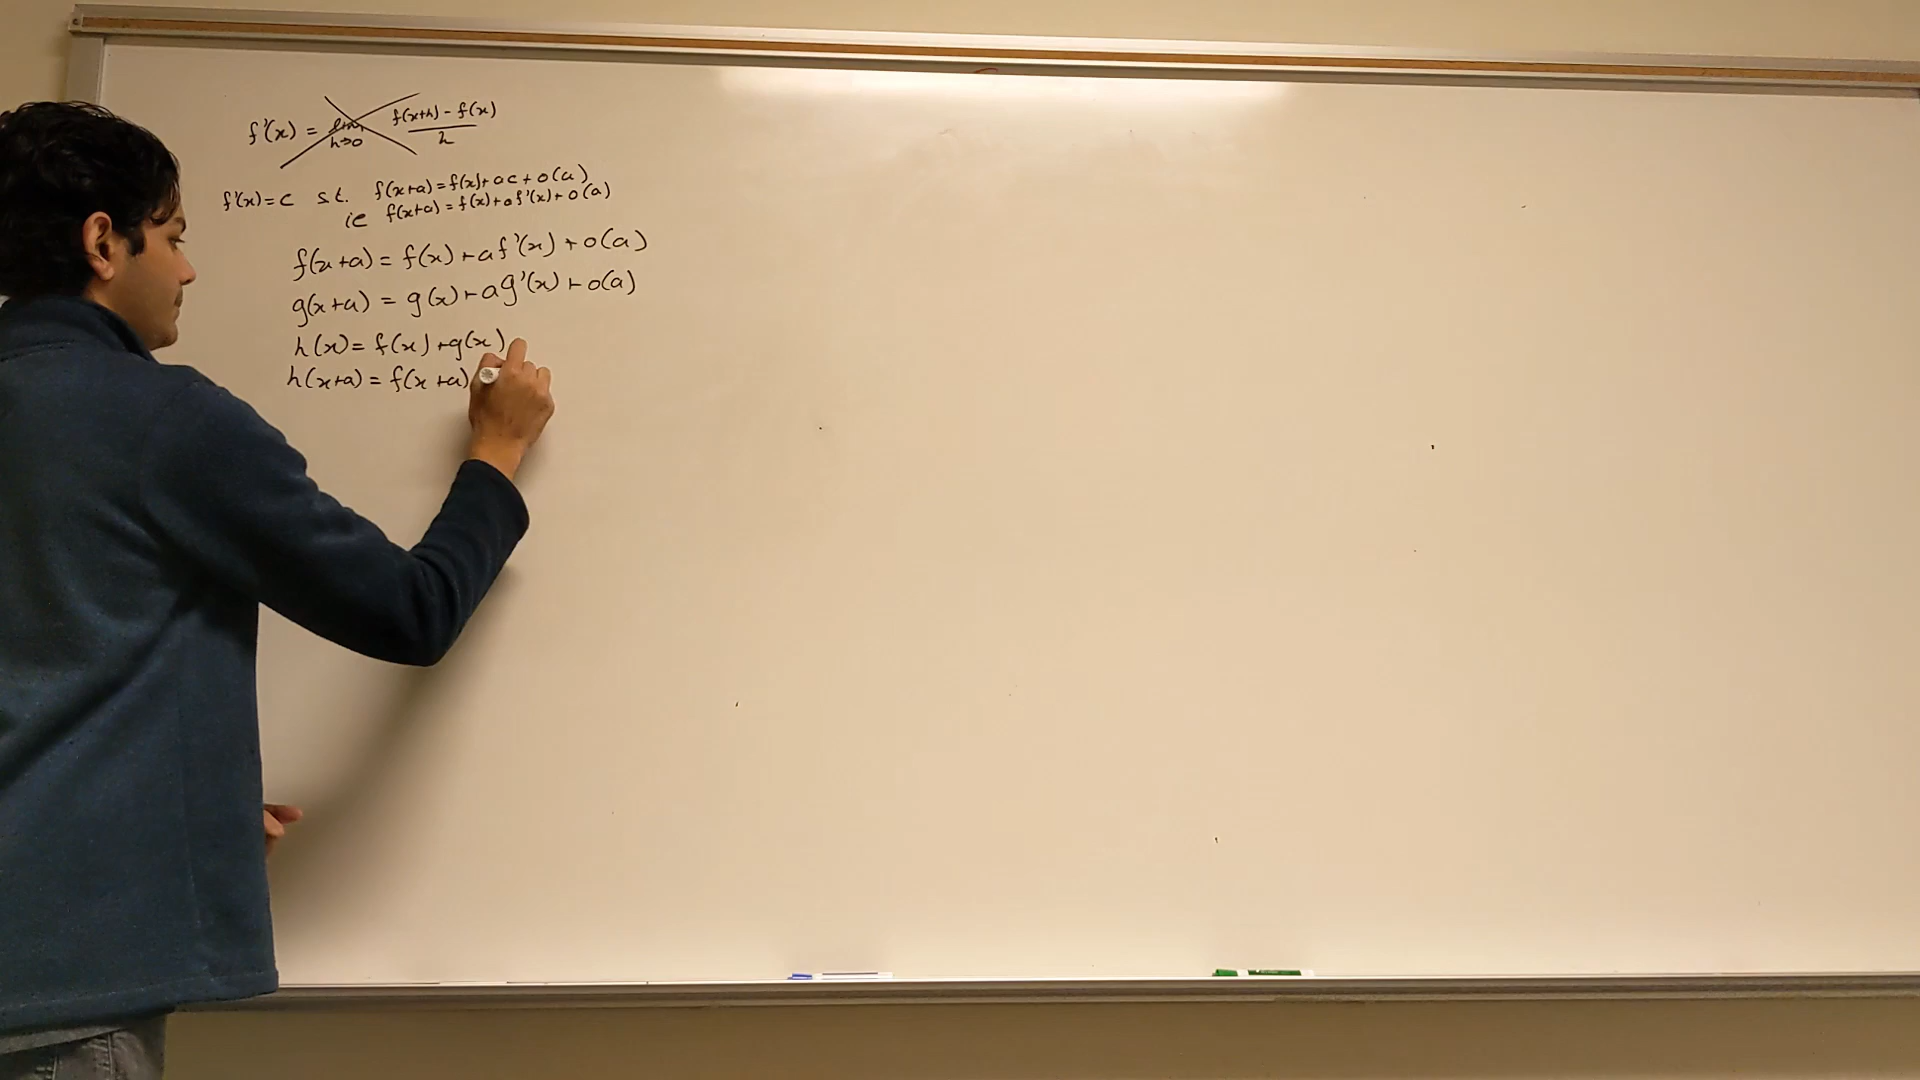 f'(x) = lim h→0 f(x+h) - f(x) / h
f'(x) = c s.t. f(x+a) = f(x) + ac + o(a)
ie f(x+a) = f(x) + af'(x) + o(a)
f(x+a) = f(x) + af'(x) + o(a)
g(x+a) = g(x) + ag'(x) + o(a)
h(x) = f(x) + g(x)
h(x+a) = f(x+a)